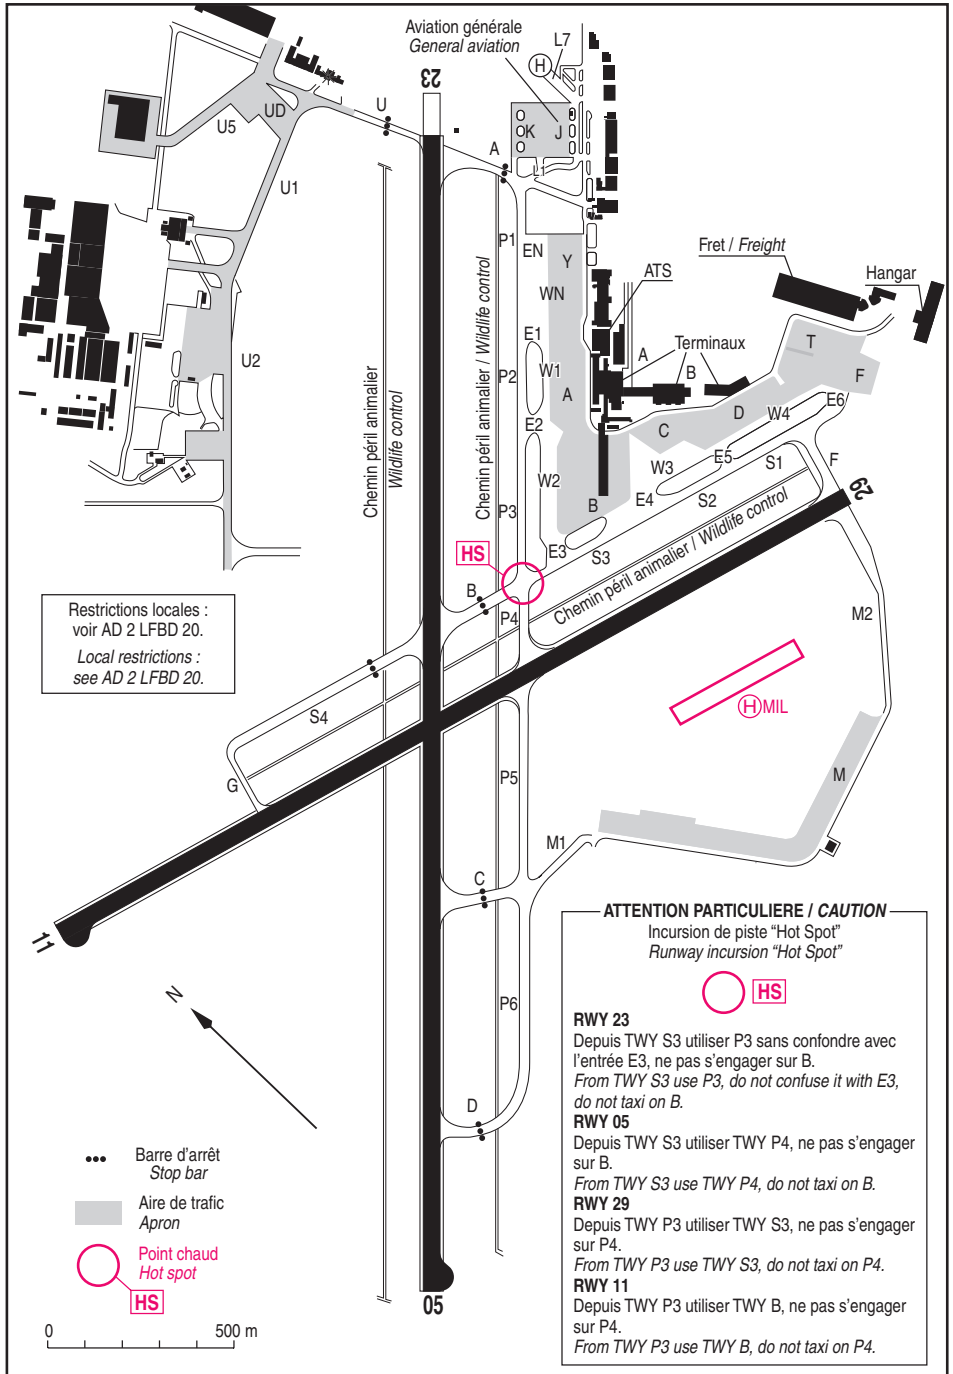 Aviation générale
General aviation
L7
H
23
U
UD
U5
K
J
A
L1
U1
P1
EN
Y
Fret / Freight
ATS
Hangar
WN
Chemin péril animalier / Wildlife control
E1
A
Terminaux
T
U2
P2
W1
B
F
A
D
E6
Chemin péril animalier
Wildlife control
E2
C
W4
E5
S1
F
W3
W2
29
P3
B
E4
S2
HS
E3
S3
Chemin péril animalier / Wildlife control
B
P4
M2
Restrictions locales :
voir AD 2 LFBD 20.
Local restrictions :
see AD 2 LFBD 20.
H MIL
S4
G
P5
M
M1
C
11
N
P6
D
ATTENTION PARTICULIERE / CAUTION
Incursion de piste “Hot Spot”
Runway incursion “Hot Spot”
HS
RWY 23
Depuis TWY S3 utiliser P3 sans confondre avec
l’entrée E3, ne pas s’engager sur B.
From TWY S3 use P3, do not confuse it with E3,
do not taxi on B.
RWY 05
Depuis TWY S3 utiliser TWY P4, ne pas s’engager
sur B.
From TWY S3 use TWY P4, do not taxi on B.
RWY 29
Depuis TWY P3 utiliser TWY S3, ne pas s’engager
sur P4.
From TWY P3 use TWY S3, do not taxi on P4.
RWY 11
Depuis TWY P3 utiliser TWY B, ne pas s’engager
sur P4.
From TWY P3 use TWY B, do not taxi on P4.
Barre d’arrêt
Stop bar
Aire de trafic
Apron
Point chaud
Hot spot
HS
05
0 500 m